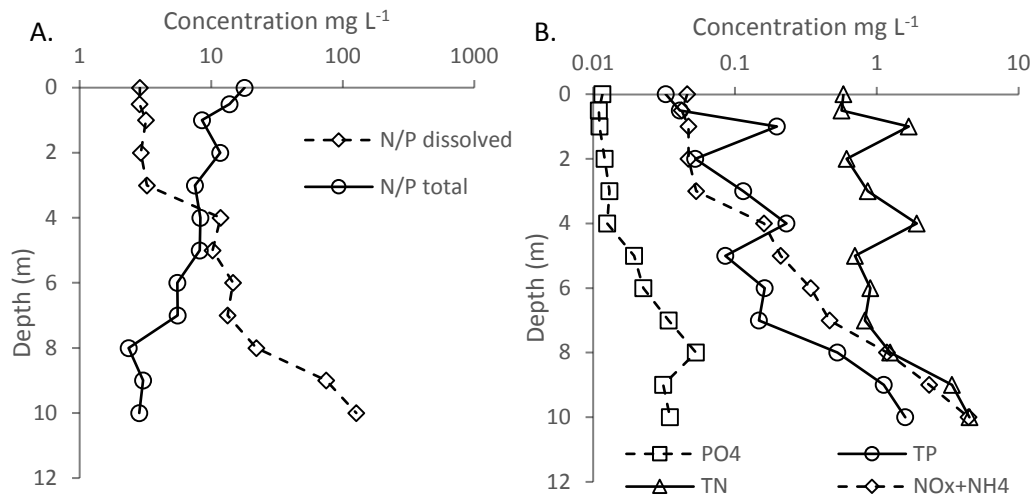 A.
Concentration mg L-1
1 10 100 1000
0
2
4
6
8
10
12
Depth (m)
N/P dissolved
N/P total
B.
Concentration mg L-1
0.01 0.1 1 10
0
2
4
6
8
10
12
Depth (m)
PO4 TP
TN NOx+NH4